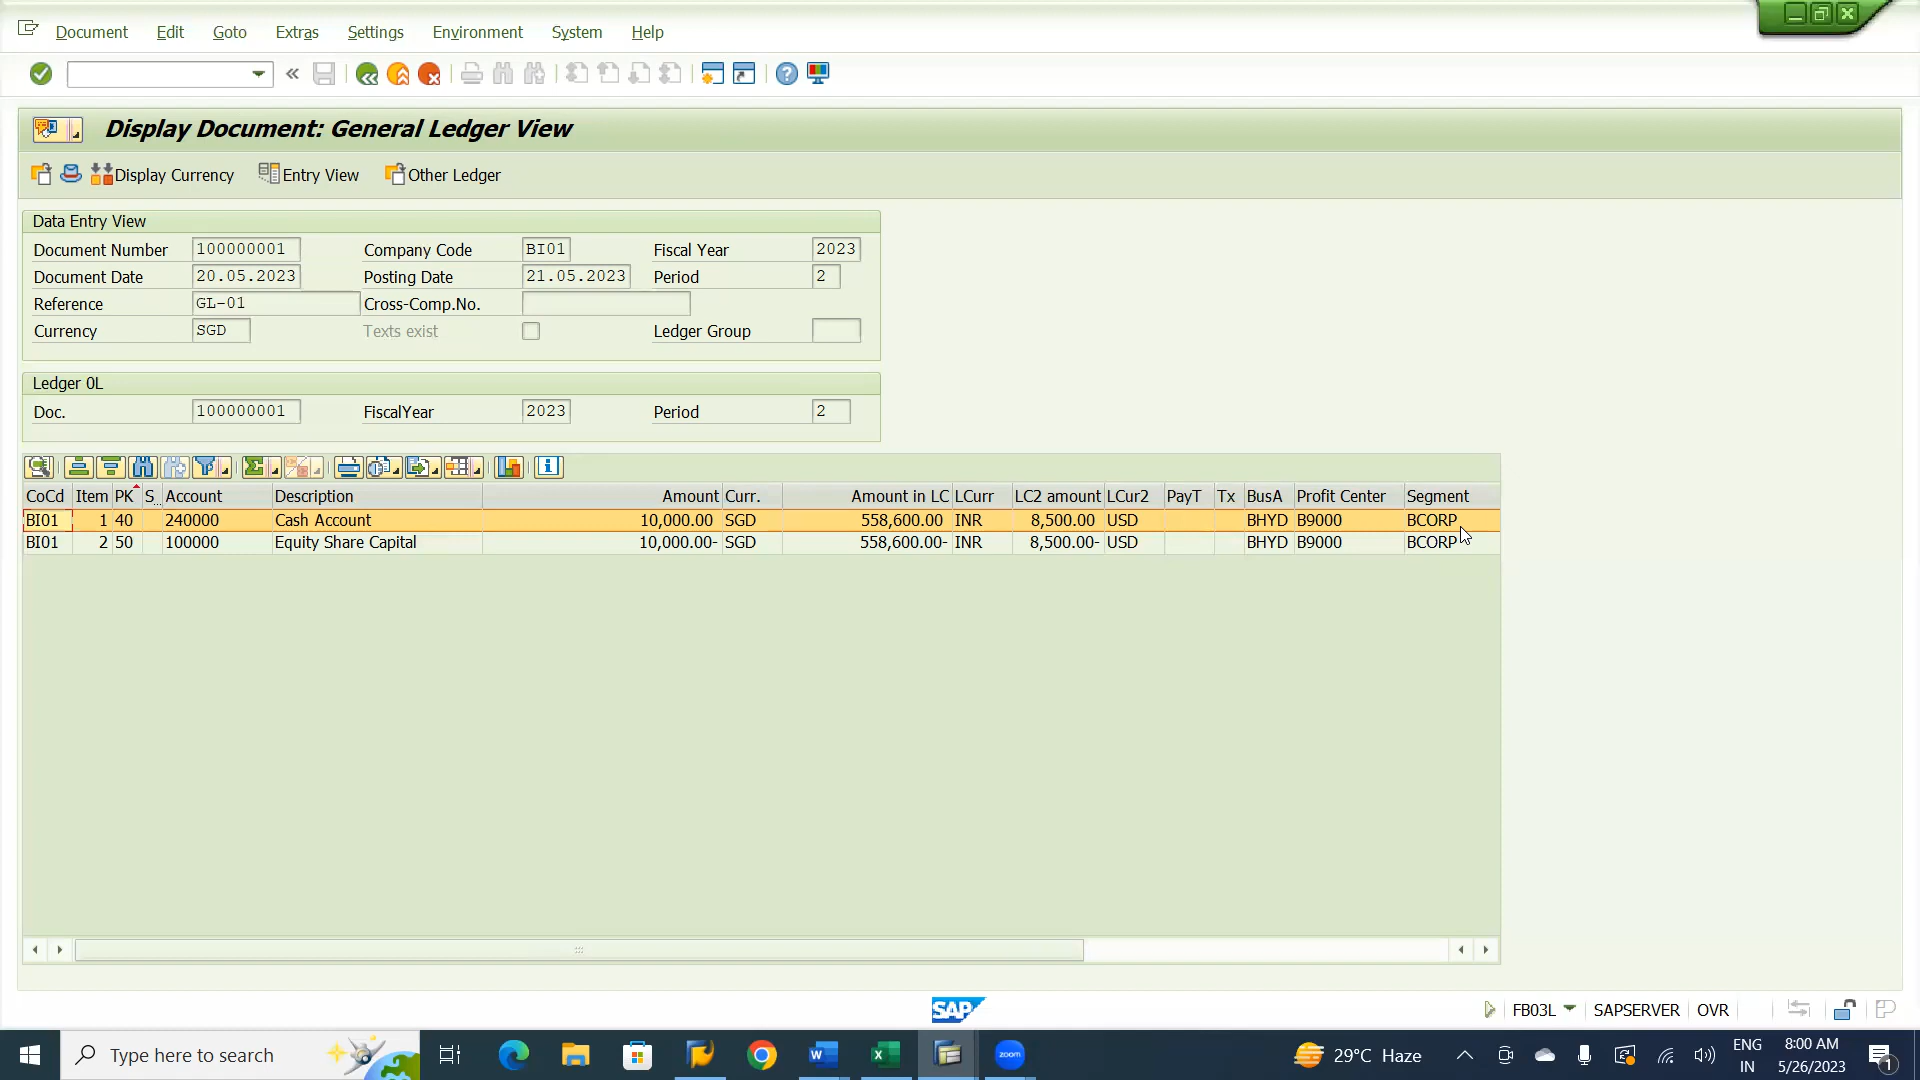 Document Edit Goto Extras Settings Environment System Help
Display Document: General Ledger View
Display Currency Entry View Other Ledger
Data Entry View
Document Number 100000001 Company Code BI01 Fiscal Year 2023
Document Date 20.05.2023 Posting Date 21.05.2023 Period 2
Reference GL-01 Cross-Comp.No.
Currency SGD Texts exist Ledger Group
Ledger 0L
Doc. 100000001 FiscalYear 2023 Period 2
CoCd Item PK S... Account Description Amount Curr. Amount in LC LCurr LC2 amount LCur2 PayT Tx BusA Profit Center Segment
BI01 1 40 240000 Cash Account 10,000.00 SGD 558,600.00 INR 8,500.00 USD BHYD B9000 BCORP
BI01 2 50 100000 Equity Share Capital 10,000.00- SGD 558,600.00- INR 8,500.00- USD BHYD B9000 BCORP
SAP FB03L SAPSERVER OVR
Type here to search zoom 29°C Haze ENG IN 8:00 AM 5/26/2023 1